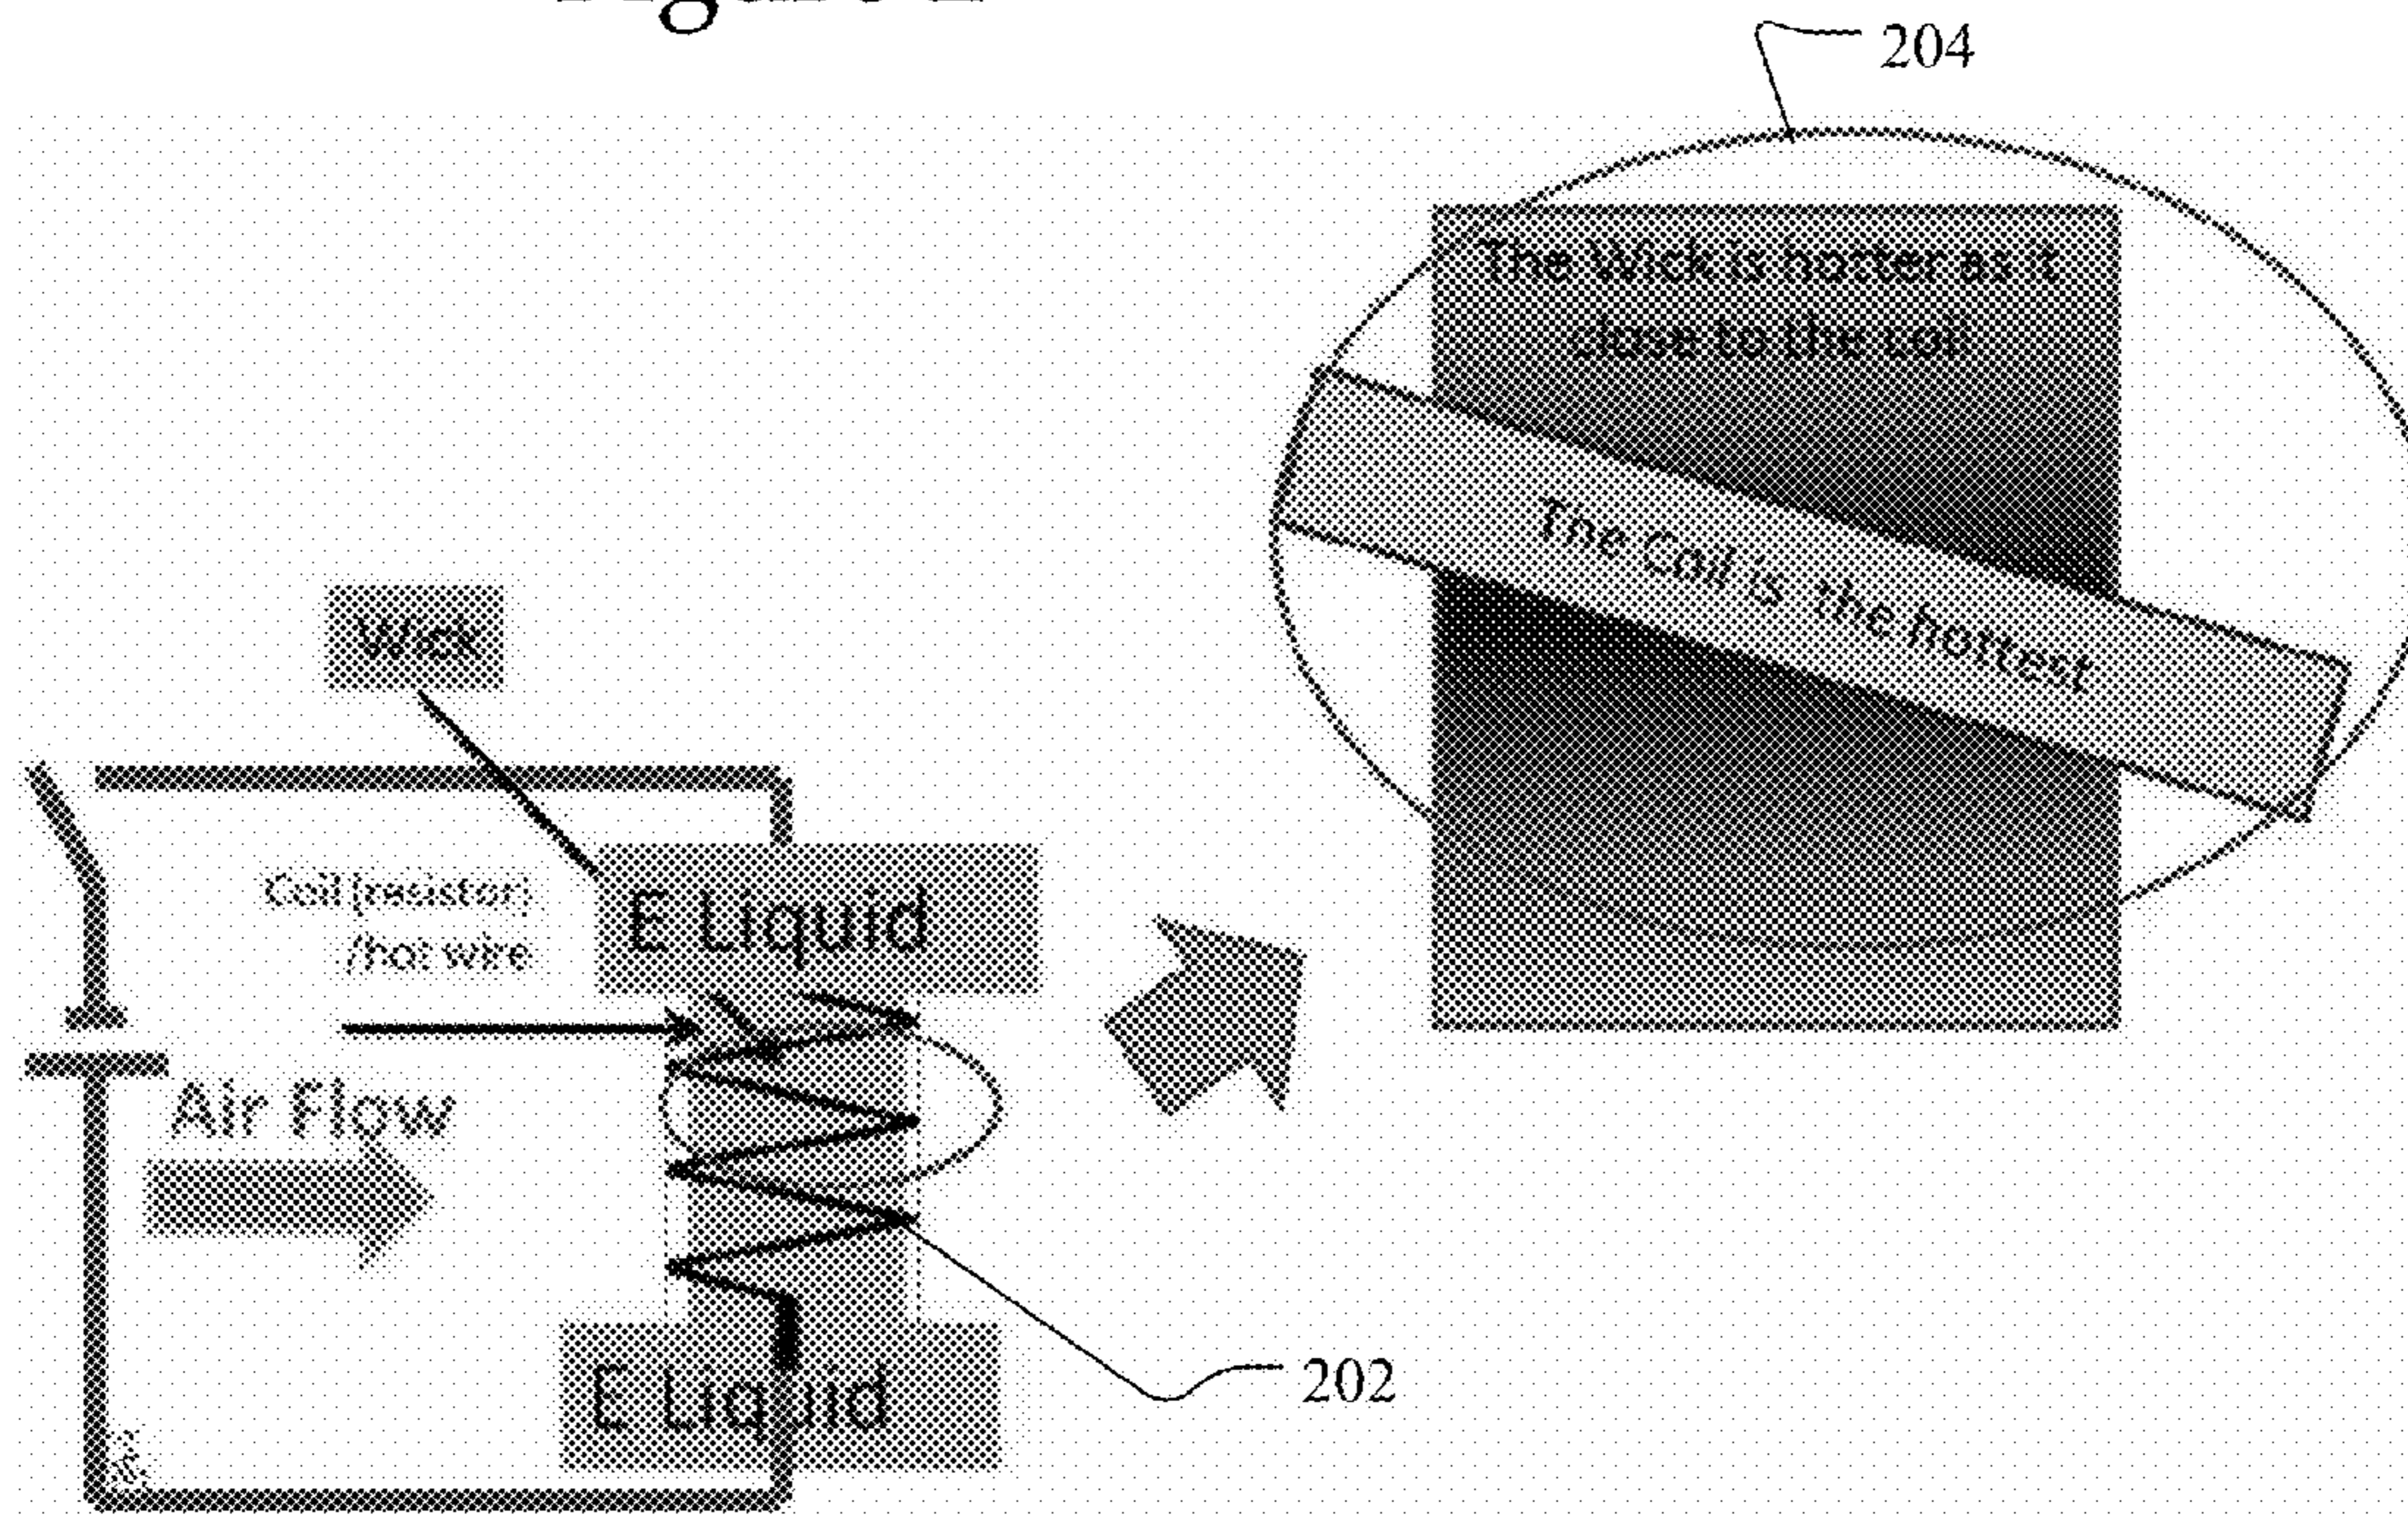 204
The Wick is hotter as it
close to the coil
The Coil is the hottest
Wick
Coil (resistor)
/hot wire
E Liquid
Air Flow
E Liquid
202